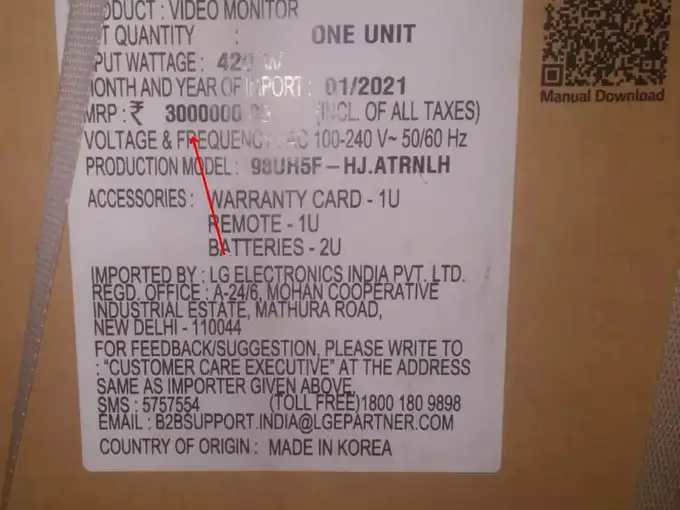 PRODUCT : VIDEO MONITOR
QUANTITY : ONE UNIT
PUT WATTAGE : 420 W
MONTH AND YEAR OF IMPORT : 01/2021
MRP : ₹ 3000000 (INCL. OF ALL TAXES)
VOLTAGE & FREQUENCY : AC 100-240 V~ 50/60 Hz
PRODUCTION MODEL : 98UH5F-HJ.ATRNLH
ACCESSORIES : WARRANTY CARD - 1U
REMOTE - 1U
BATTERIES - 2U
IMPORTED BY : LG ELECTRONICS INDIA PVT. LTD.
REGD. OFFICE : A-24/6, MOHAN COOPERATIVE
INDUSTRIAL ESTATE, MATHURA ROAD,
NEW DELHI - 110044
FOR FEEDBACK/SUGGESTION, PLEASE WRITE TO
: "CUSTOMER CARE EXECUTIVE" AT THE ADDRESS
SAME AS IMPORTER GIVEN ABOVE.
SMS : 5757554 (TOLL FREE)1800 180 9898
EMAIL : B2BSUPPORT.INDIA@LGEPARTNER.COM
COUNTRY OF ORIGIN : MADE IN KOREA
Manual Download